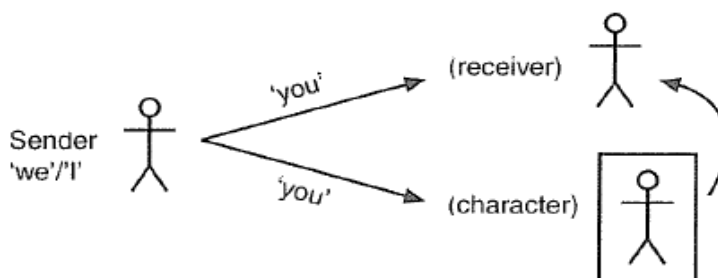 'you'
(receiver)
Sender
'we'/'I'
'you'
(character)